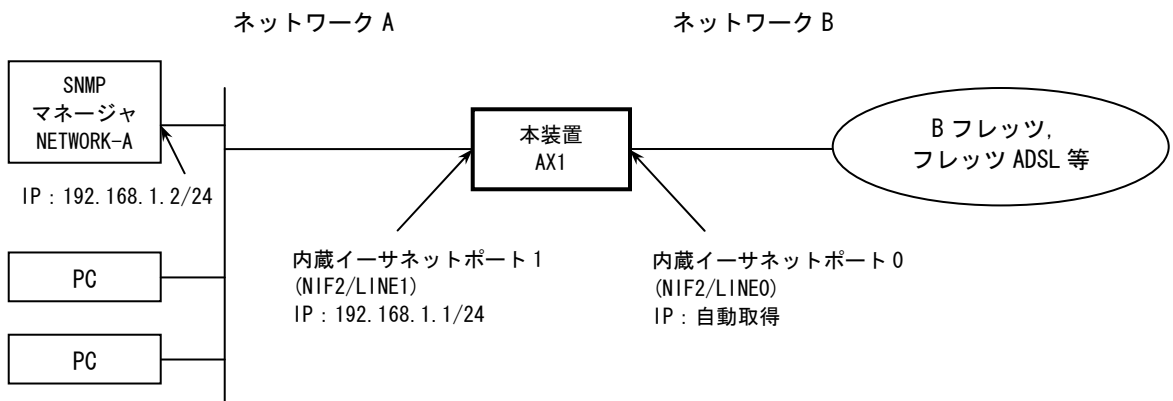 ネットワーク A
ネットワーク B
SNMP
マネージャ
NETWORK-A
IP：192.168.1.2/24
PC
PC
本装置
AX1
内蔵イーサネットポート 1
(NIF2/LINE1)
IP：192.168.1.1/24
内蔵イーサネットポート 0
(NIF2/LINE0)
IP：自動取得
B フレッツ,
フレッツ ADSL 等